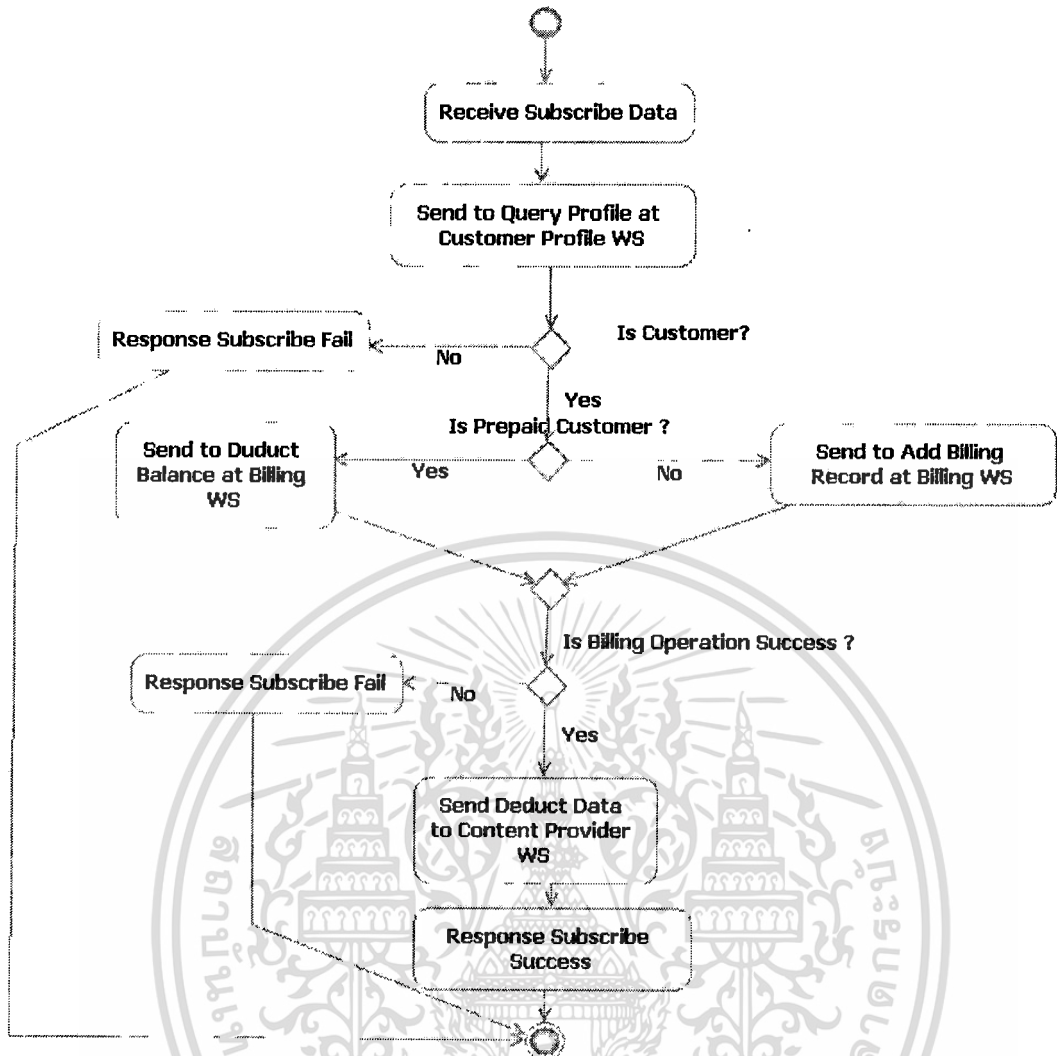 Receive Subscribe Data
Send to Query Profile at
Customer Profile WS
Is Customer?
Response Subscribe Fail
No
Yes
Is Prepaid Customer ?
Send to Duduct
Balance at Billing
WS
Yes
No
Send to Add Billing
Record at Billing WS
Is Billing Operation Success ?
Response Subscribe Fail
No
Yes
Send Deduct Data
to Content Provider
WS
Response Subscribe
Success